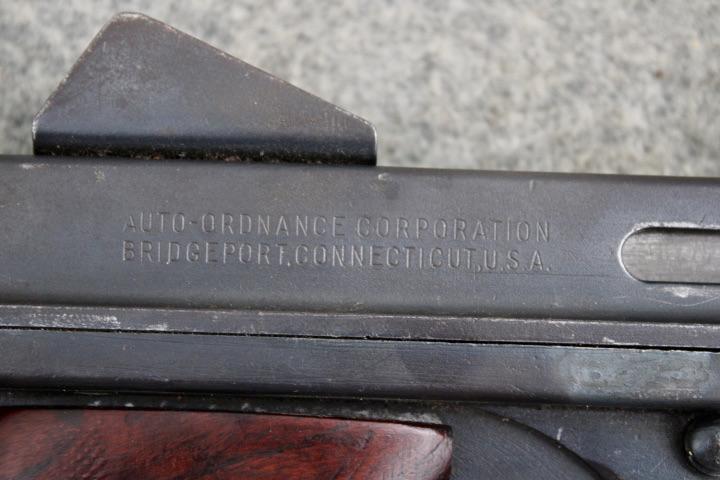 AUTO-ORDNANCE CORPORATION
BRIDGEPORT,CONNECTICUT,U.S.A.